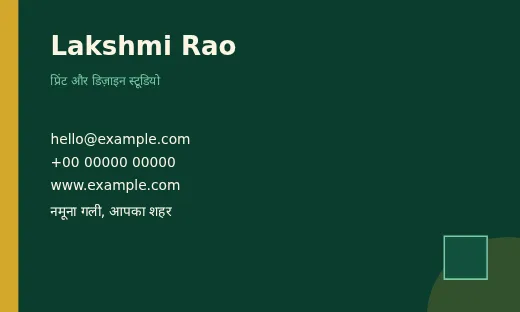 Lakshmi Rao
प्रिंट और डिज़ाइन स्टूडियो
hello@example.com
+00 00000 00000
www.example.com
नमूना गली, आपका शहर